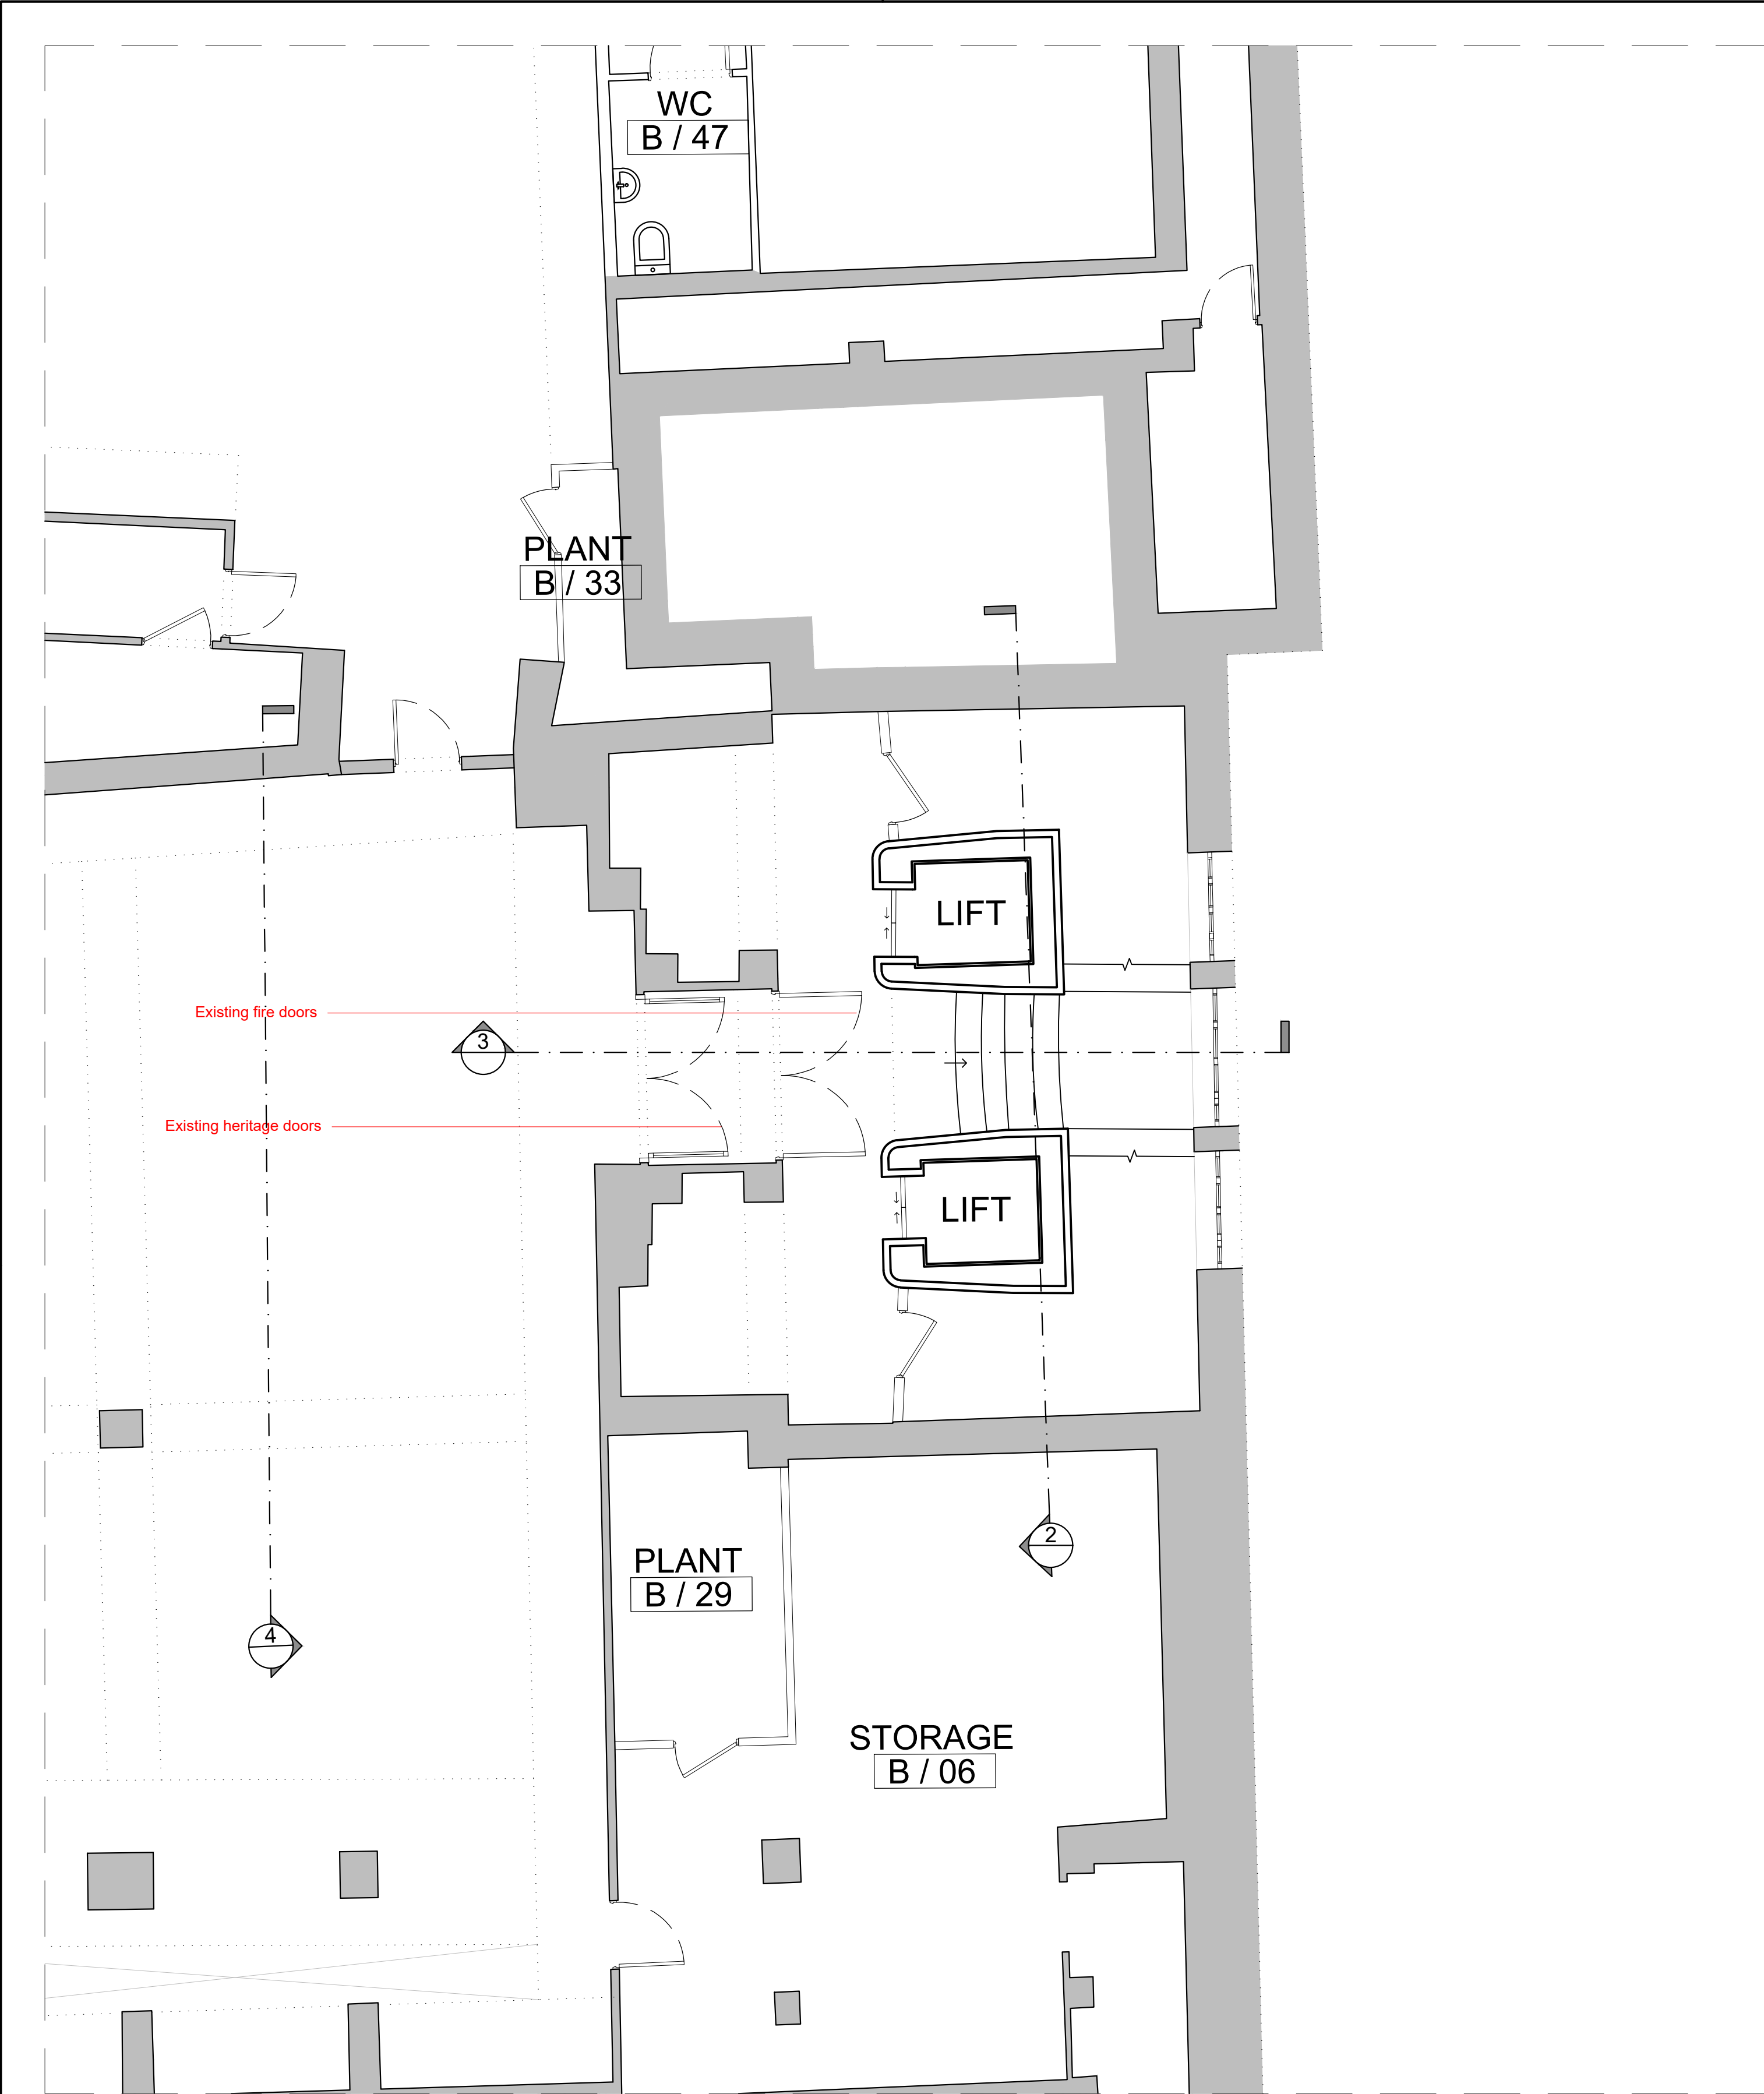 WC
B / 47
PLANT
B / 33
LIFT
Existing fire doors
3
Existing heritage doors
LIFT
2
PLANT
B / 29
4
STORAGE
B / 06